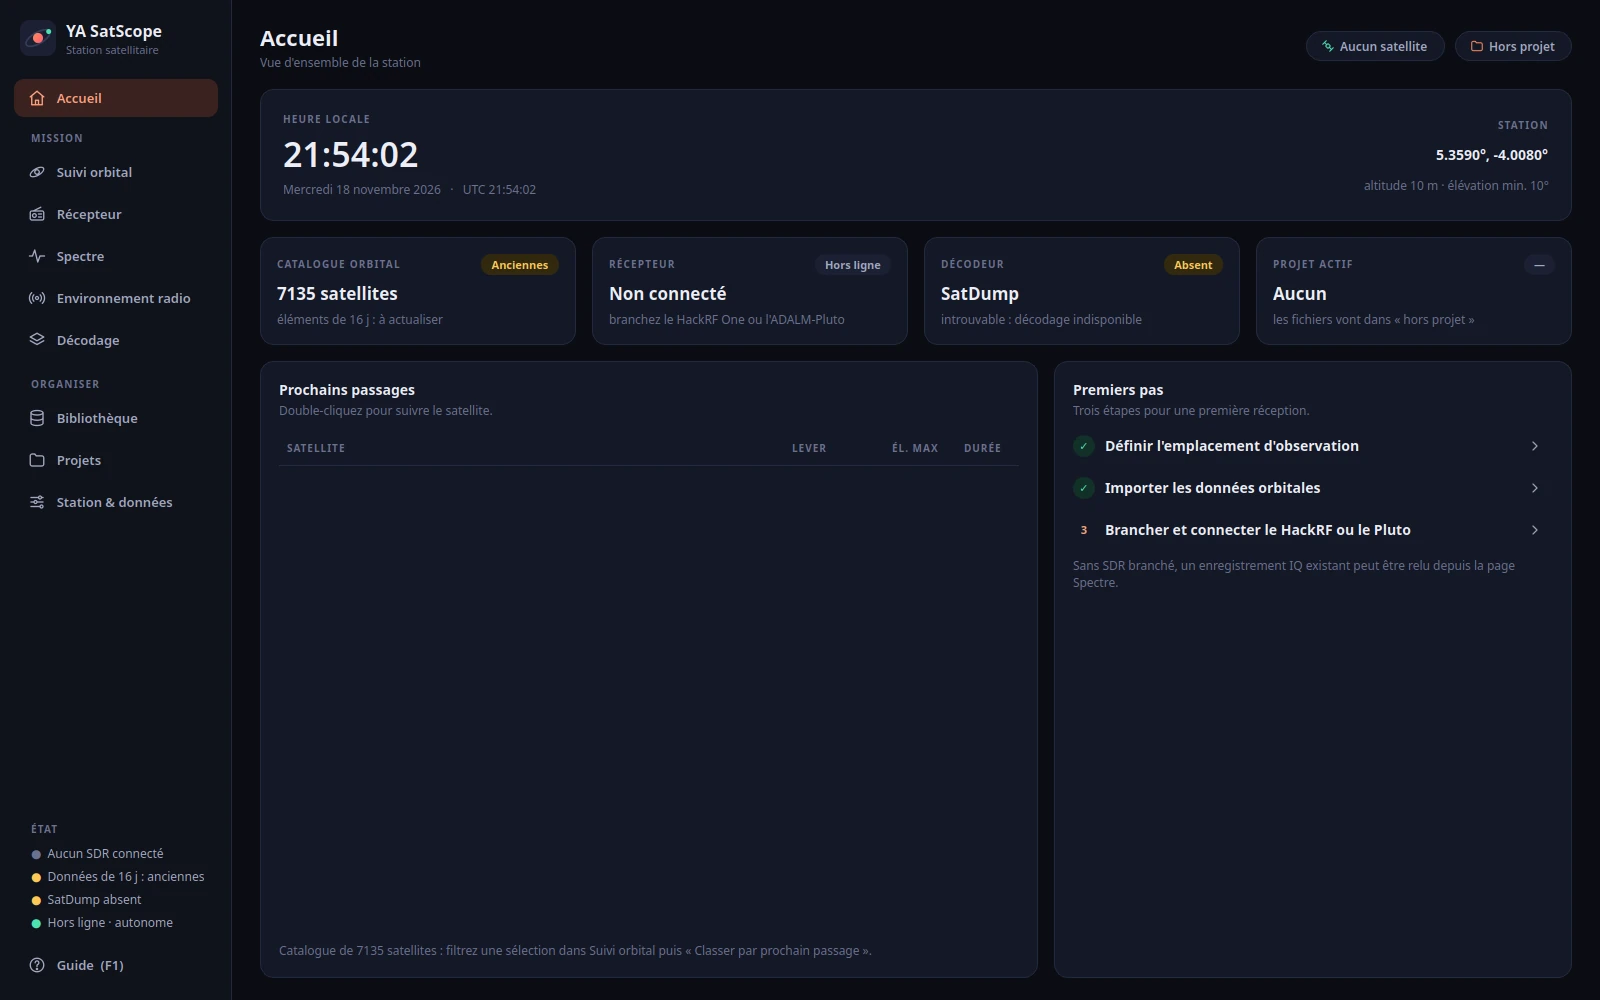 YA SatScope
Station satellitaire
Accueil
MISSION
Suivi orbital
Récepteur
Spectre
Environnement radio
Décodage
ORGANISER
Bibliothèque
Projets
Station & données
ÉTAT
Aucun SDR connecté
Données de 16 j : anciennes
SatDump absent
Hors ligne · autonome
Guide (F1)
Accueil
Vue d'ensemble de la station
Aucun satellite
Hors projet
HEURE LOCALE
21:54:02
Mercredi 18 novembre 2026 · UTC 21:54:02
STATION
5.3590°, -4.0080°
altitude 10 m · élévation min. 10°
CATALOGUE ORBITAL
Anciennes
7135 satellites
éléments de 16 j : à actualiser
RÉCEPTEUR
Hors ligne
Non connecté
branchez le HackRF One ou l'ADALM-Pluto
DÉCODEUR
Absent
SatDump
introuvable : décodage indisponible
PROJET ACTIF
—
Aucun
les fichiers vont dans « hors projet »
Prochains passages
Double-cliquez pour suivre le satellite.
SATELLITE LEVER ÉL. MAX DURÉE
Catalogue de 7135 satellites : filtrez une sélection dans Suivi orbital puis « Classer par prochain passage ».
Premiers pas
Trois étapes pour une première réception.
✓ Définir l'emplacement d'observation
✓ Importer les données orbitales
3 Brancher et connecter le HackRF ou le Pluto
Sans SDR branché, un enregistrement IQ existant peut être relu depuis la page
Spectre.